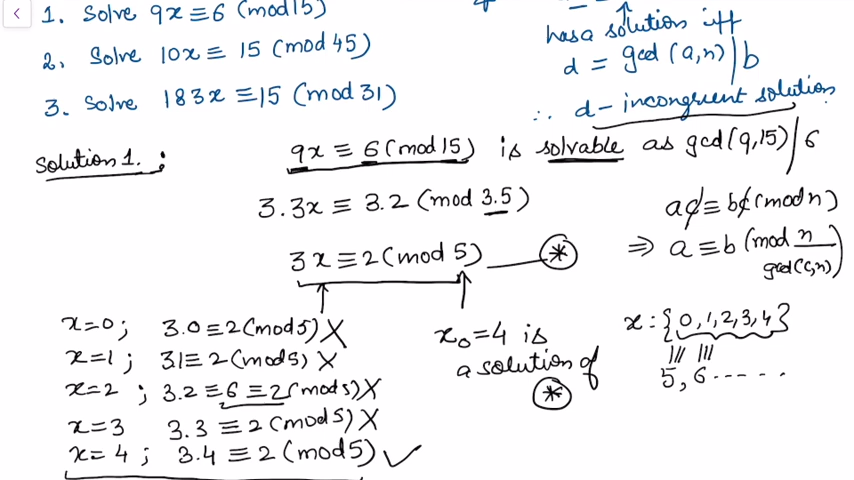 1. Solve 9x ≡ 6 (mod 15)
2. Solve 10x ≡ 15 (mod 45)
3. Solve 183x ≡ 15 (mod 31)
has a solution iff
d = gcd (a,n) | b
∴ d - incongruent solution
Solution 1. :
9x ≡ 6 (mod 15) is solvable as gcd(9,15) | 6
3.3x ≡ 3.2 (mod 3.5)
3x ≡ 2 (mod 5) — *
ac ≡ bc (mod n)
⇒ a ≡ b (mod n/gcd(c,n))
x=0; 3.0 ≡ 2 (mod 5) X
x=1; 31 ≡ 2 (mod 5) X
x=2; 3.2 ≡ 6 ≡ 2 (mod 5) X
x=3 3.3 ≡ 2 (mod 5) X
x=4; 3.4 ≡ 2 (mod 5) ✓
x₀=4 is
a solution of
*
x : {0,1,2,3,4}
5, 6 - - - - - -